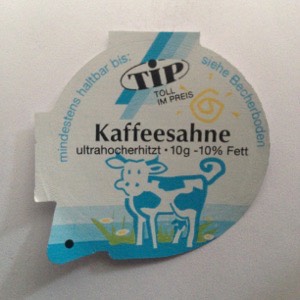 mindestens haltbar bis: siehe Becherboden
TiP
TOLL
IM PREIS
Kaffeesahne
ultrahocherhitzt • 10g -10% Fett